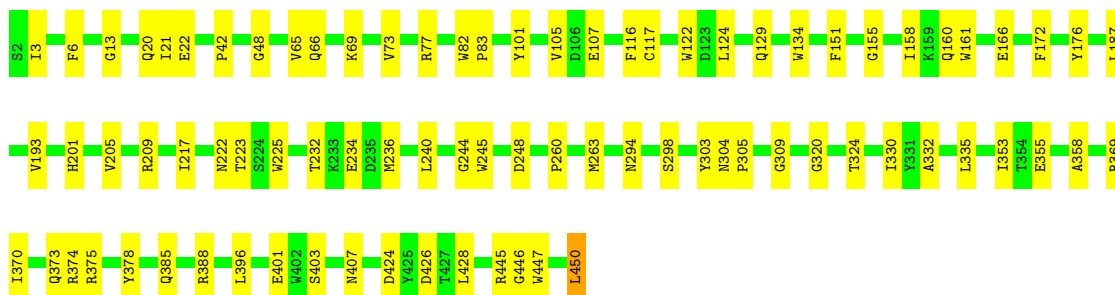 S2 I3 F6 G13 Q20 I21 E22 P42 G48 V65 Q66 K69 V73 R77 W82 P83 Y101 V105 D106 E107 F116 C117 W122 D123 L124 Q129 W134 F151 G155 I158 K159 Q160 W161 E166 F172 Y176 L187
V193 H201 V205 R209 I217 N222 T223 S224 W225 T232 K233 E234 D235 M236 L240 G244 W245 D248 P260 M263 N294 S298 Y303 N304 P305 G309 G320 T324 I330 Y331 A332 L335 I353 T354 E355 A358
I370 Q373 R374 R375 Y378 Q385 R388 L396 E401 W402 S403 N407 D424 Y425 D426 T427 L428 R445 G446 W447 L450